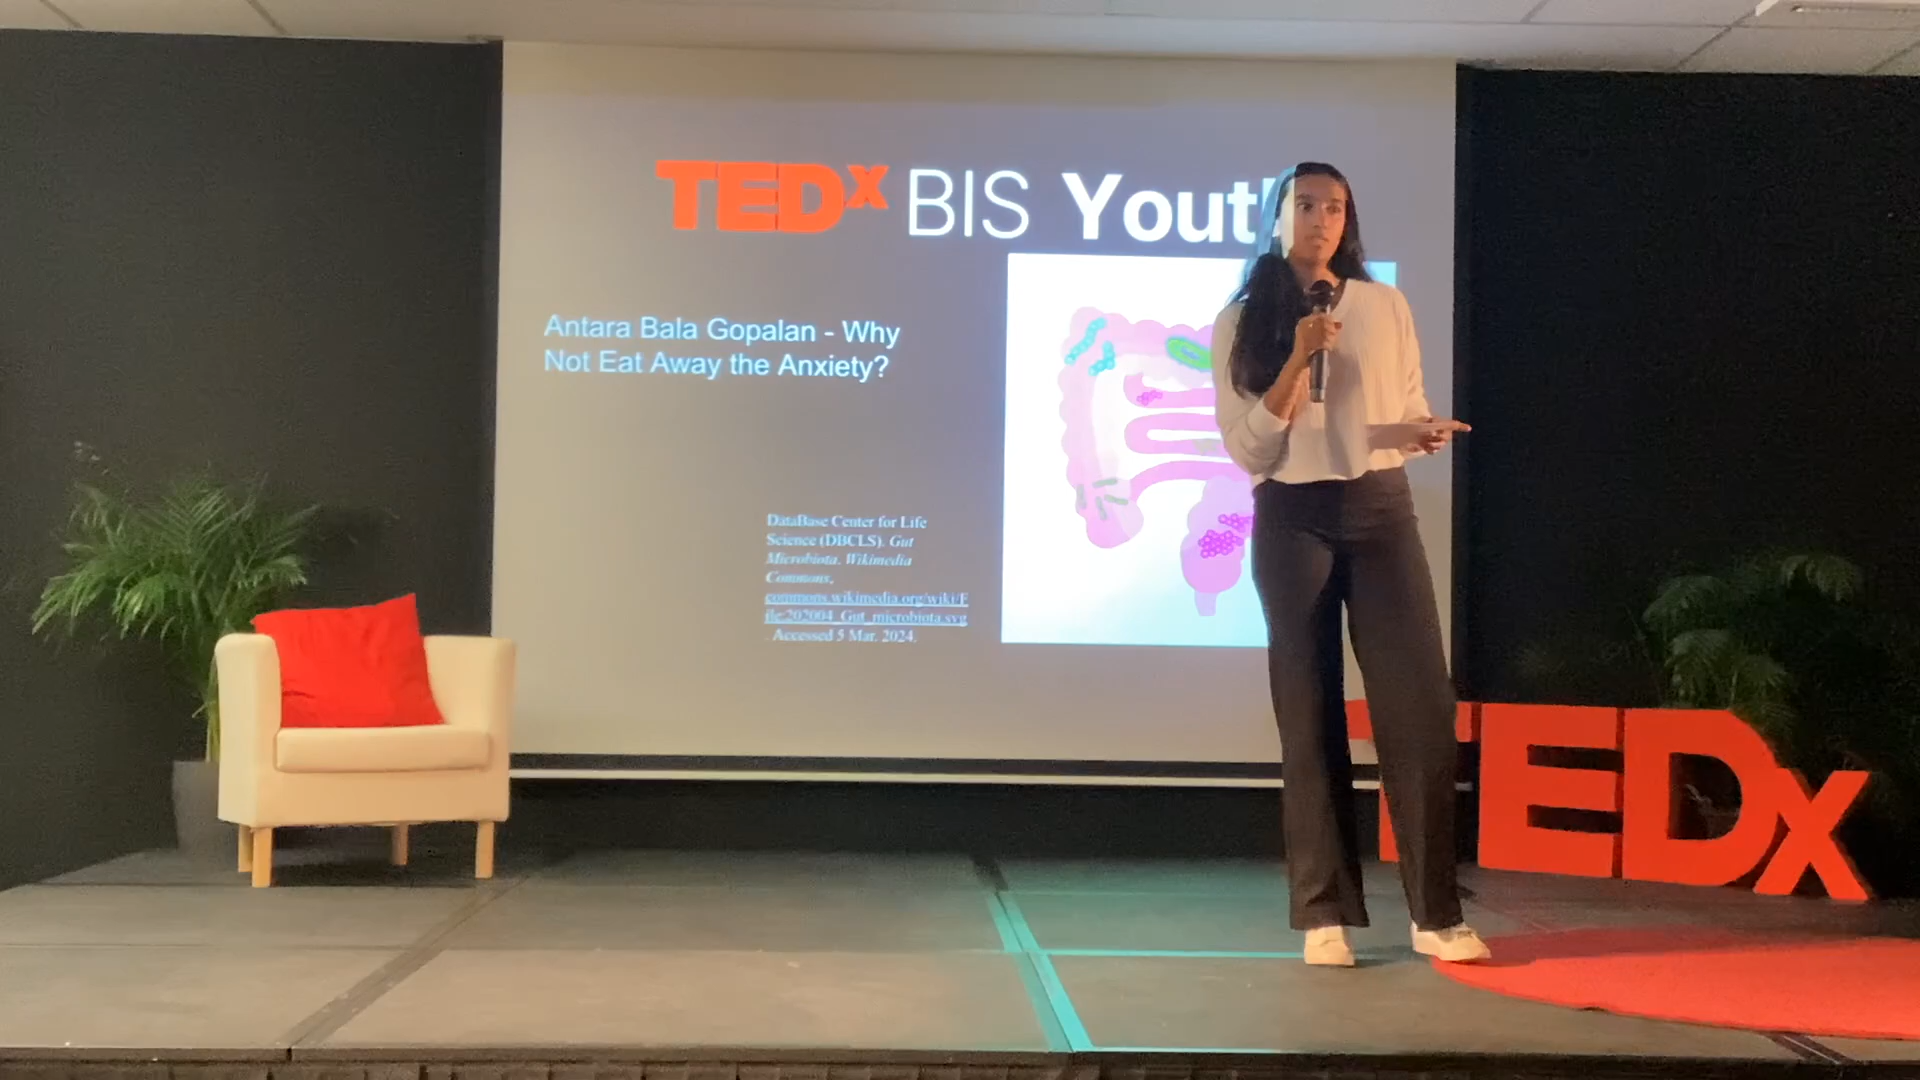 TEDx BIS Yout
Antara Bala Gopalan - Why
Not Eat Away the Anxiety?
DataBase Center for Life
Science (DBCLS). Gut
Microbiota. Wikimedia
Commons,
commons.wikimedia.org/wiki/F
ile:202004_Gut_microbiota.svg
. Accessed 5 Mar. 2024.
TEDx